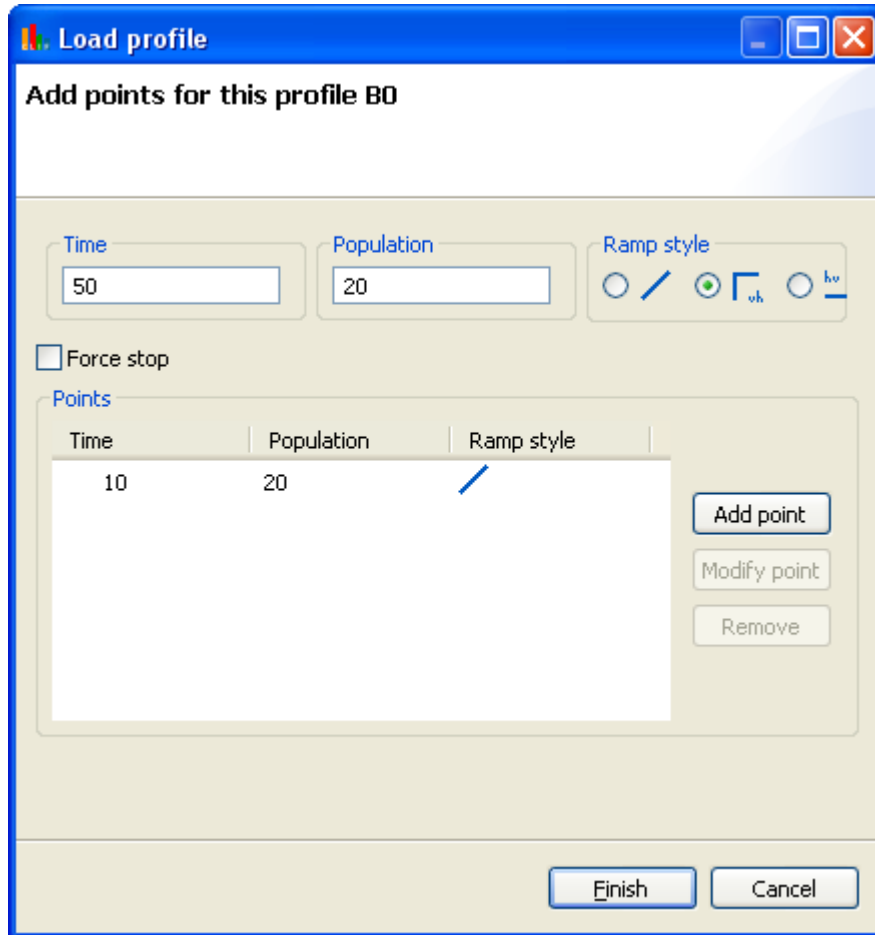 Load profile
Add points for this profile B0
Time Population Ramp style
50 20 vh hv
Force stop
Points
Time Population Ramp style
10 20
Add point
Modify point
Remove
Finish Cancel